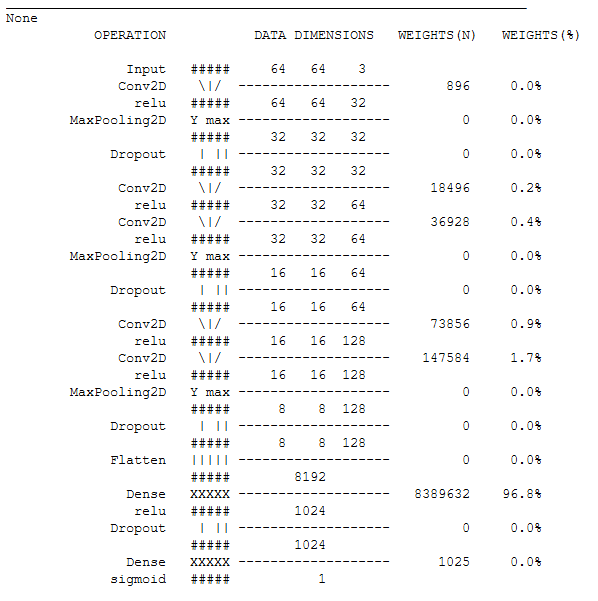 None
OPERATION DATA DIMENSIONS WEIGHTS(N) WEIGHTS(%)
Input ##### 64 64 3
Conv2D \|/ ------------------- 896 0.0%
relu ##### 64 64 32
MaxPooling2D Y max ------------------- 0 0.0%
##### 32 32 32
Dropout | || ------------------- 0 0.0%
##### 32 32 32
Conv2D \|/ ------------------- 18496 0.2%
relu ##### 32 32 64
Conv2D \|/ ------------------- 36928 0.4%
relu ##### 32 32 64
MaxPooling2D Y max ------------------- 0 0.0%
##### 16 16 64
Dropout | || ------------------- 0 0.0%
##### 16 16 64
Conv2D \|/ ------------------- 73856 0.9%
relu ##### 16 16 128
Conv2D \|/ ------------------- 147584 1.7%
relu ##### 16 16 128
MaxPooling2D Y max ------------------- 0 0.0%
##### 8 8 128
Dropout | || ------------------- 0 0.0%
##### 8 8 128
Flatten ||||| ------------------- 0 0.0%
##### 8192
Dense XXXXX ------------------- 8389632 96.8%
relu ##### 1024
Dropout | || ------------------- 0 0.0%
##### 1024
Dense XXXXX ------------------- 1025 0.0%
sigmoid ##### 1